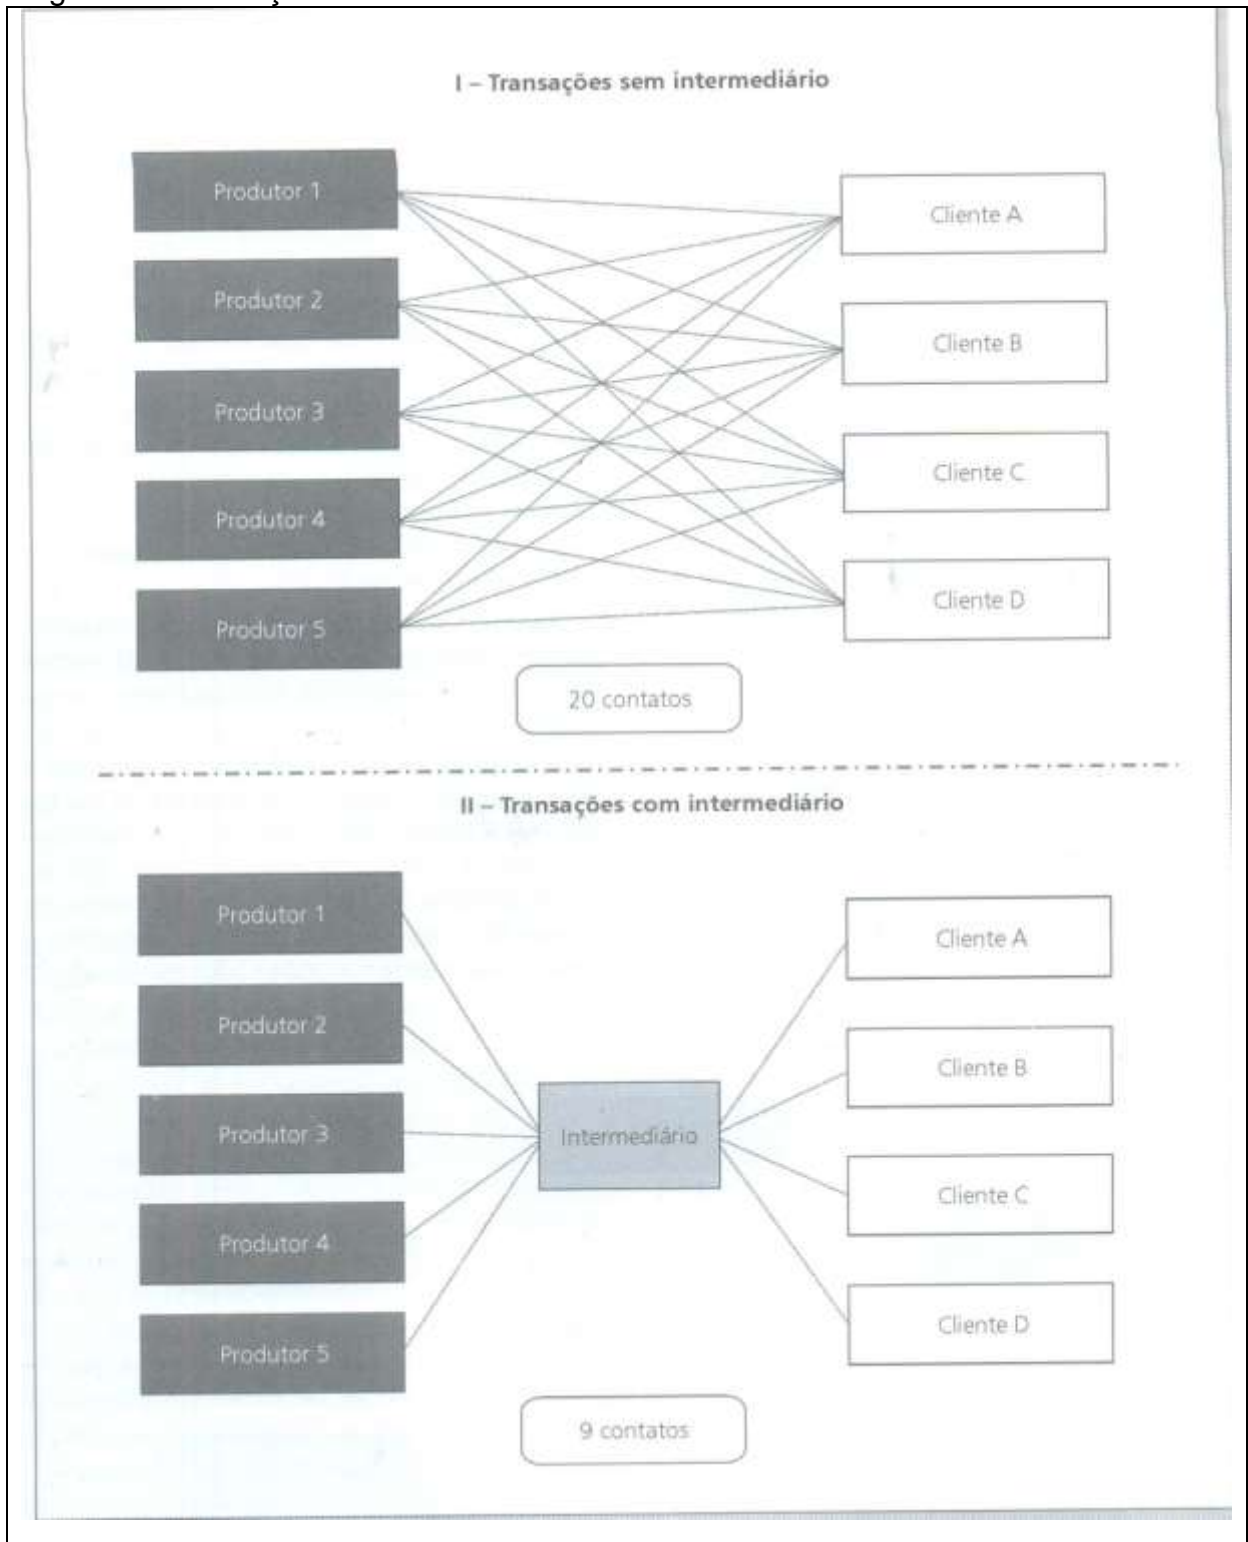 I – Transações sem intermediário
Produtor 1
Cliente A
Produtor 2
Cliente B
Produtor 3
Cliente C
Produtor 4
Cliente D
Produtor 5
20 contatos
II – Transações com intermediário
Produtor 1
Cliente A
Produtor 2
Cliente B
Produtor 3
Intermediário
Cliente C
Produtor 4
Cliente D
Produtor 5
9 contatos